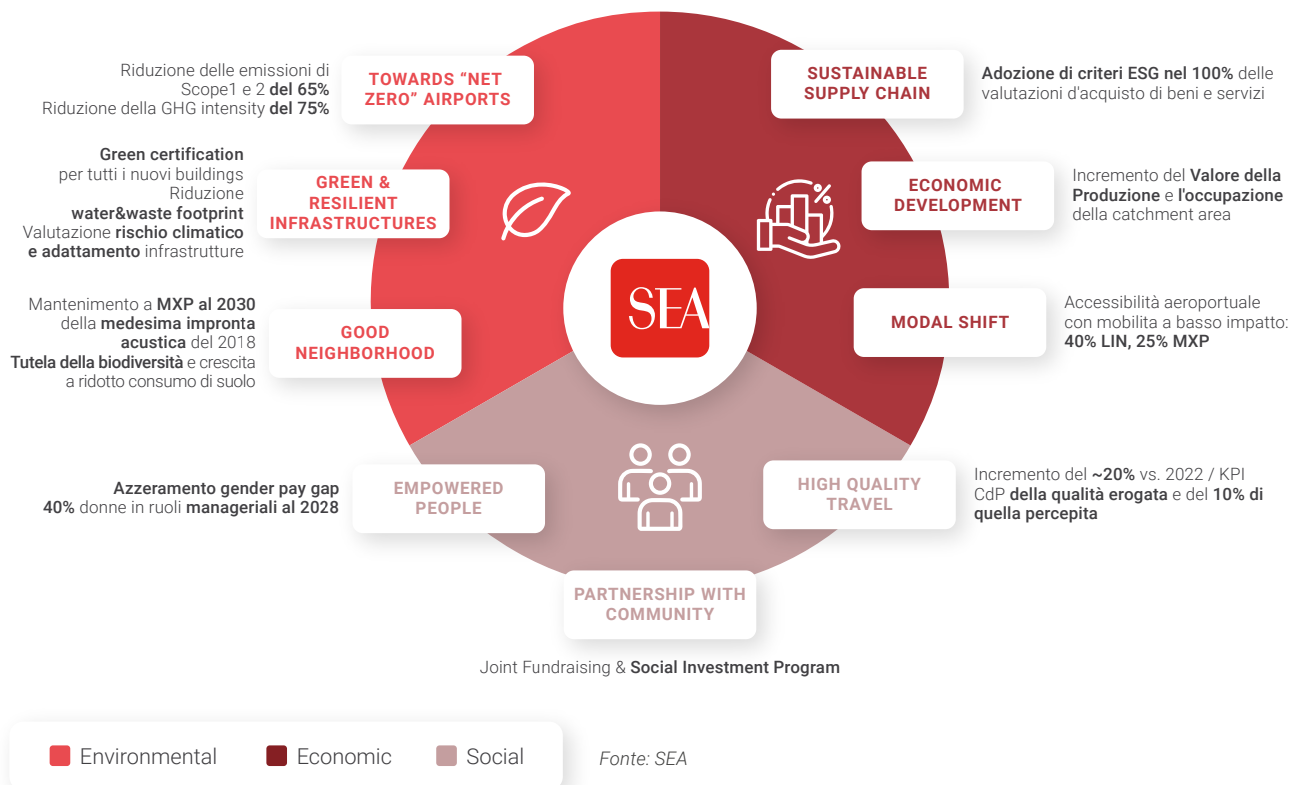 Riduzione delle emissioni di
Scope1 e 2 del 65%
Riduzione della GHG intensity del 75%
TOWARDS “NET
ZERO” AIRPORTS
Green certification
per tutti i nuovi buildings
Riduzione
water&waste footprint
Valutazione rischio climatico
e adattamento infrastrutture
GREEN &
RESILIENT
INFRASTRUCTURES
Mantenimento a MXP al 2030
della medesima impronta
acustica del 2018
Tutela della biodiversità e crescita
a ridotto consumo di suolo
GOOD
NEIGHBORHOOD
SUSTAINABLE
SUPPLY CHAIN
Adozione di criteri ESG nel 100% delle
valutazioni d'acquisto di beni e servizi
ECONOMIC
DEVELOPMENT
Incremento del Valore della
Produzione e l'occupazione
della catchment area
MODAL SHIFT
Accessibilità aeroportuale
con mobilita a basso impatto:
40% LIN, 25% MXP
%
SEA
Azzeramento gender pay gap
40% donne in ruoli manageriali al 2028
EMPOWERED
PEOPLE
HIGH QUALITY
TRAVEL
Incremento del ~20% vs. 2022 / KPI
CdP della qualità erogata e del 10% di
quella percepita
PARTNERSHIP WITH
COMMUNITY
Joint Fundraising & Social Investment Program
Environmental
Economic
Social
Fonte: SEA